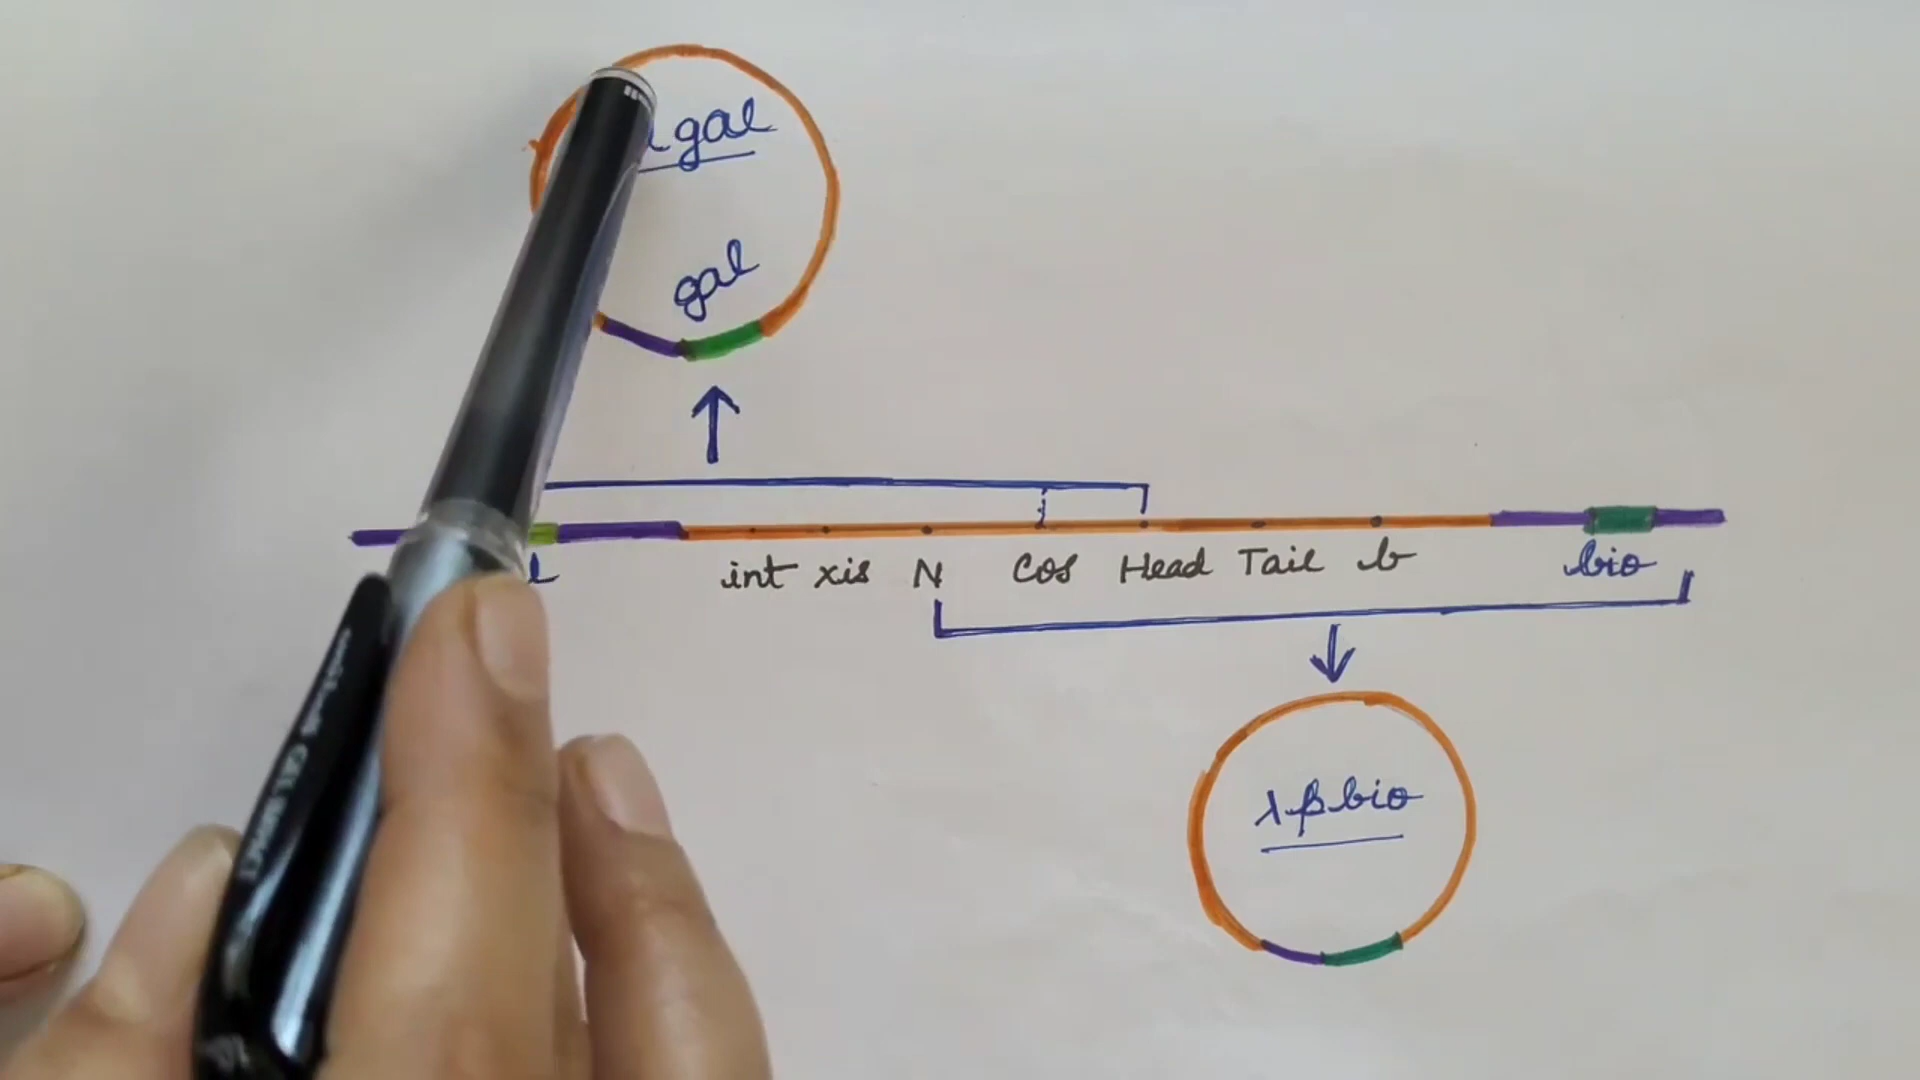 gal
gal
int xis N Cos Head Tail b bio
λ p bio